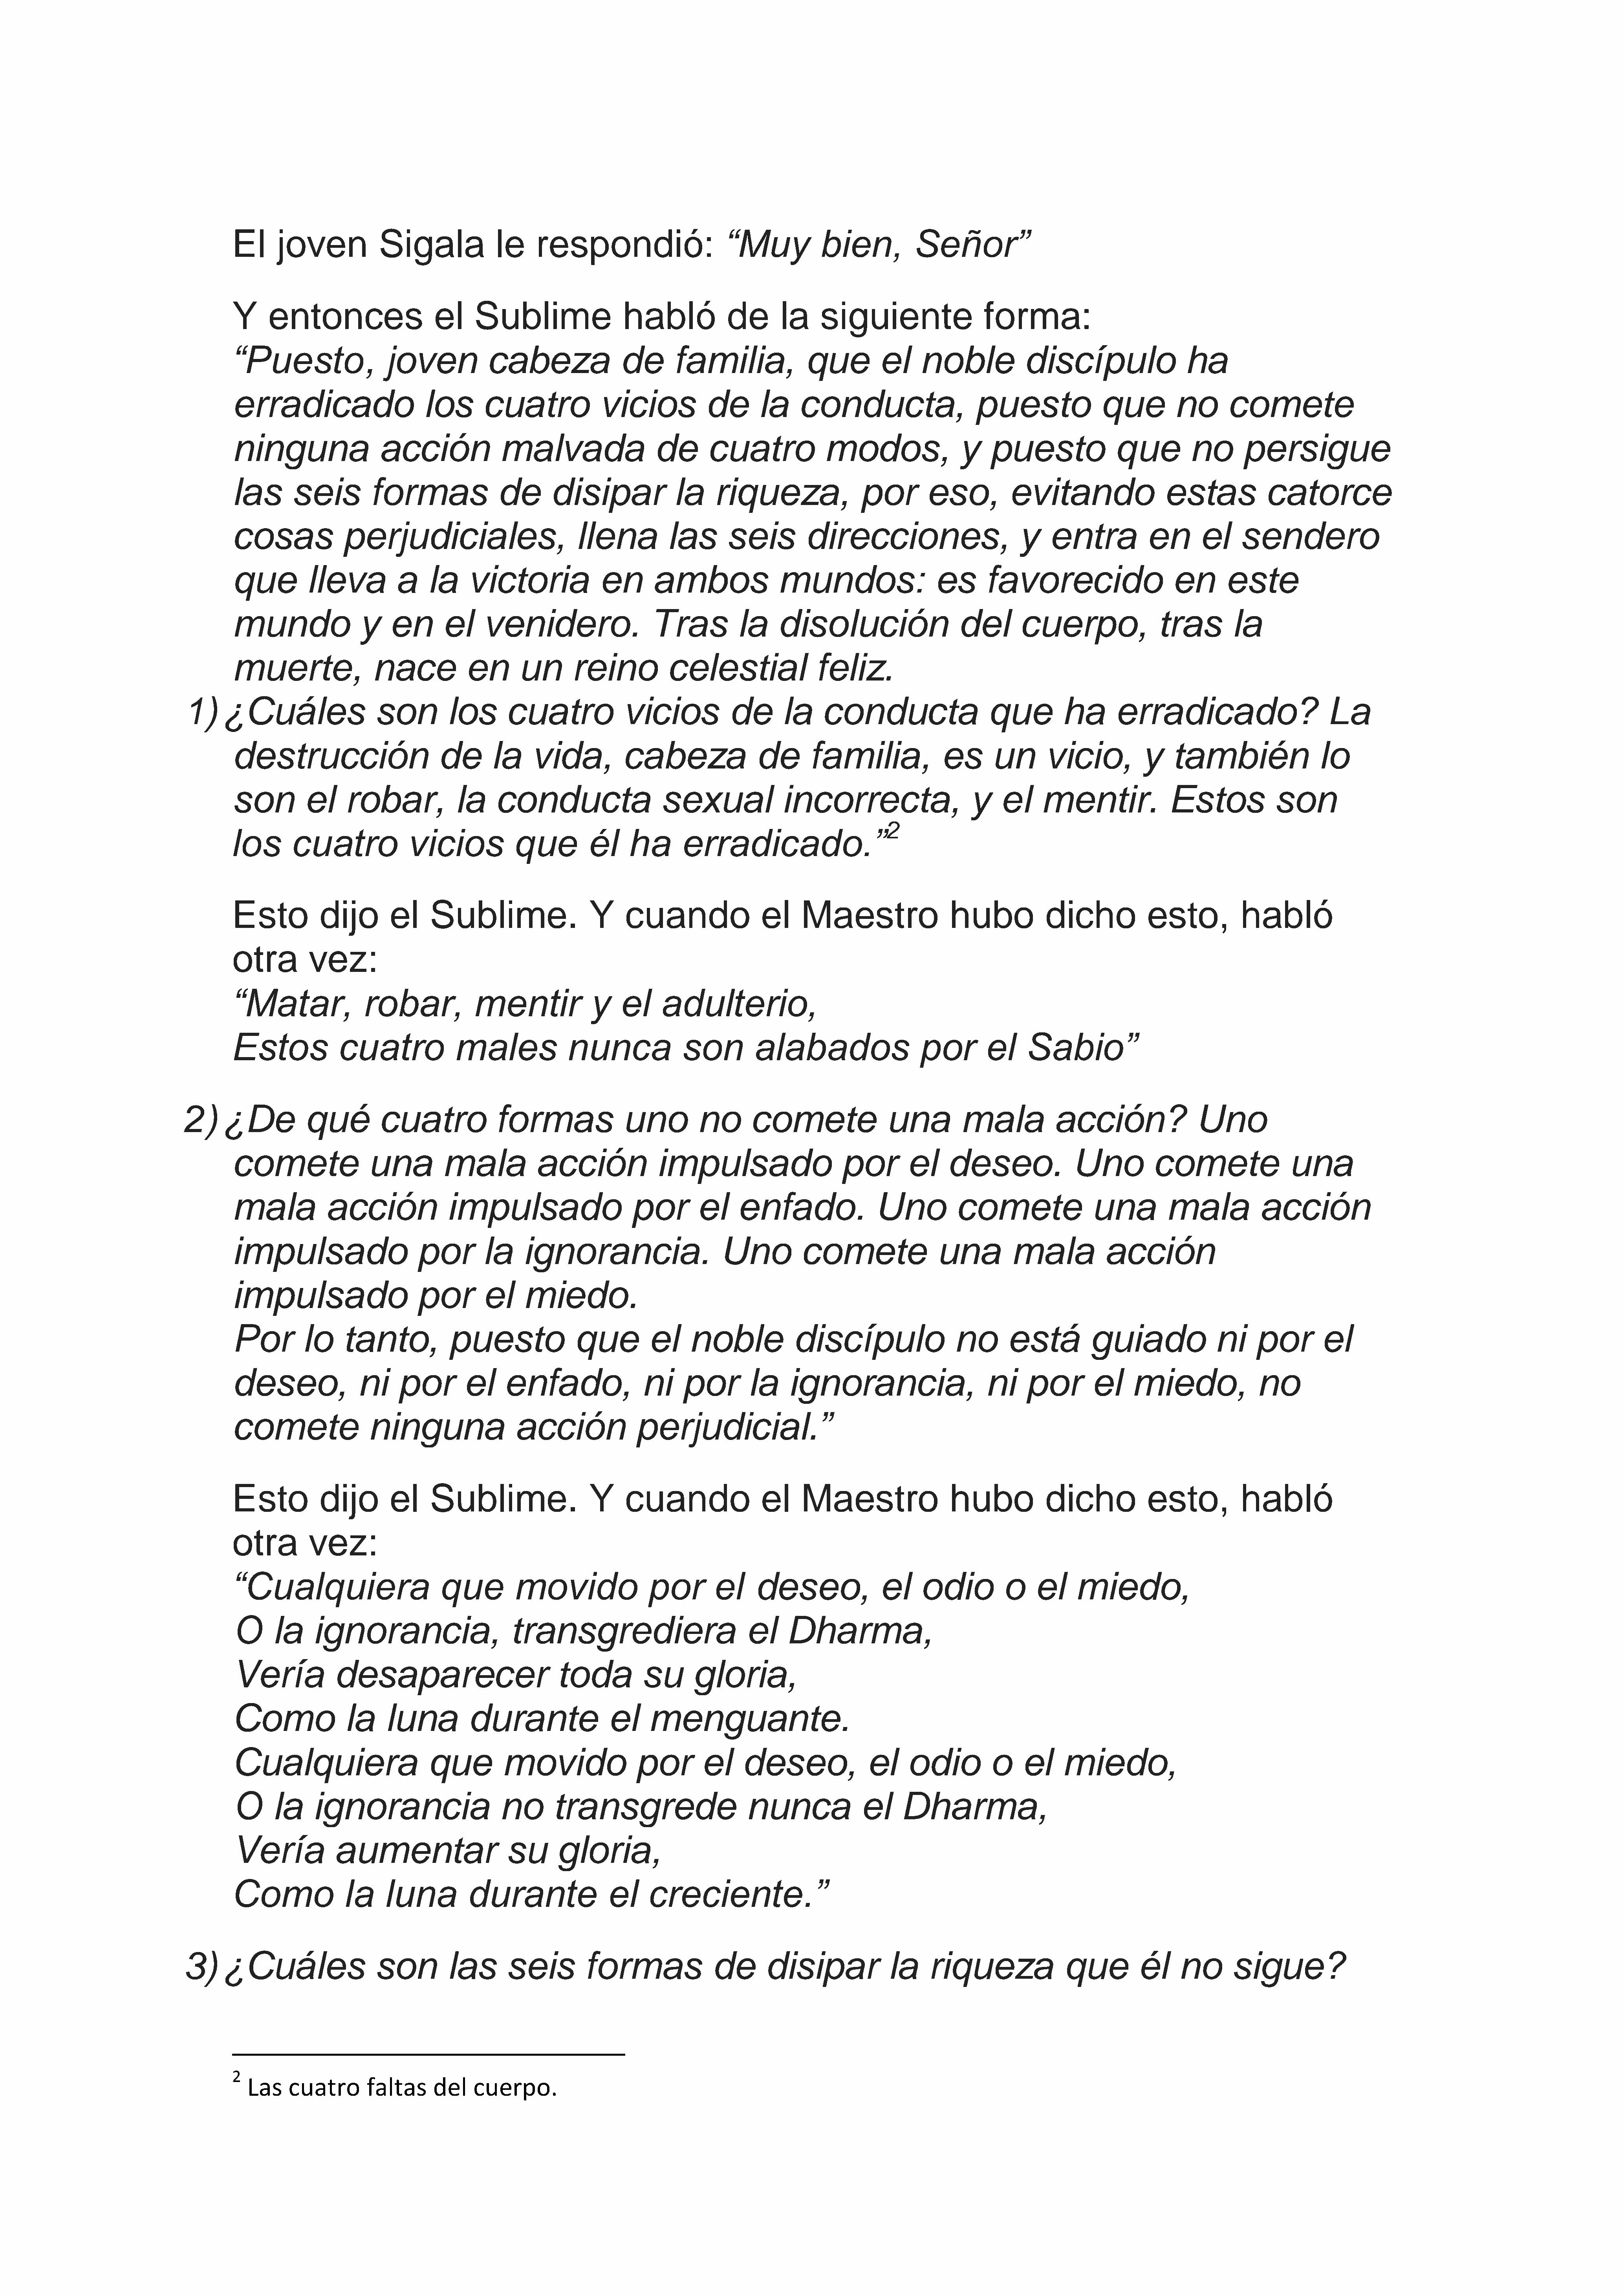 El joven Sigala le respondió: “Muy bien, Señor”
Y entonces el Sublime habló de la siguiente forma:
“Puesto, joven cabeza de familia, que el noble discípulo ha
erradicado los cuatro vicios de la conducta, puesto que no comete
ninguna acción malvada de cuatro modos, y puesto que no persigue
las seis formas de disipar la riqueza, por eso, evitando estas catorce
cosas perjudiciales, llena las seis direcciones, y entra en el sendero
que lleva a la victoria en ambos mundos: es favorecido en este
mundo y en el venidero. Tras la disolución del cuerpo, tras la
muerte, nace en un reino celestial feliz.
1) ¿Cuáles son los cuatro vicios de la conducta que ha erradicado? La
destrucción de la vida, cabeza de familia, es un vicio, y también lo
son el robar, la conducta sexual incorrecta, y el mentir. Estos son
los cuatro vicios que él ha erradicado.”2
Esto dijo el Sublime. Y cuando el Maestro hubo dicho esto, habló
otra vez:
“Matar, robar, mentir y el adulterio,
Estos cuatro males nunca son alabados por el Sabio”
2) ¿De qué cuatro formas uno no comete una mala acción? Uno
comete una mala acción impulsado por el deseo. Uno comete una
mala acción impulsado por el enfado. Uno comete una mala acción
impulsado por la ignorancia. Uno comete una mala acción
impulsado por el miedo.
Por lo tanto, puesto que el noble discípulo no está guiado ni por el
deseo, ni por el enfado, ni por la ignorancia, ni por el miedo, no
comete ninguna acción perjudicial.”
Esto dijo el Sublime. Y cuando el Maestro hubo dicho esto, habló
otra vez:
“Cualquiera que movido por el deseo, el odio o el miedo,
O la ignorancia, transgrediera el Dharma,
Vería desaparecer toda su gloria,
Como la luna durante el menguante.
Cualquiera que movido por el deseo, el odio o el miedo,
O la ignorancia no transgrede nunca el Dharma,
Vería aumentar su gloria,
Como la luna durante el creciente.”
3) ¿Cuáles son las seis formas de disipar la riqueza que él no sigue?
2 Las cuatro faltas del cuerpo.